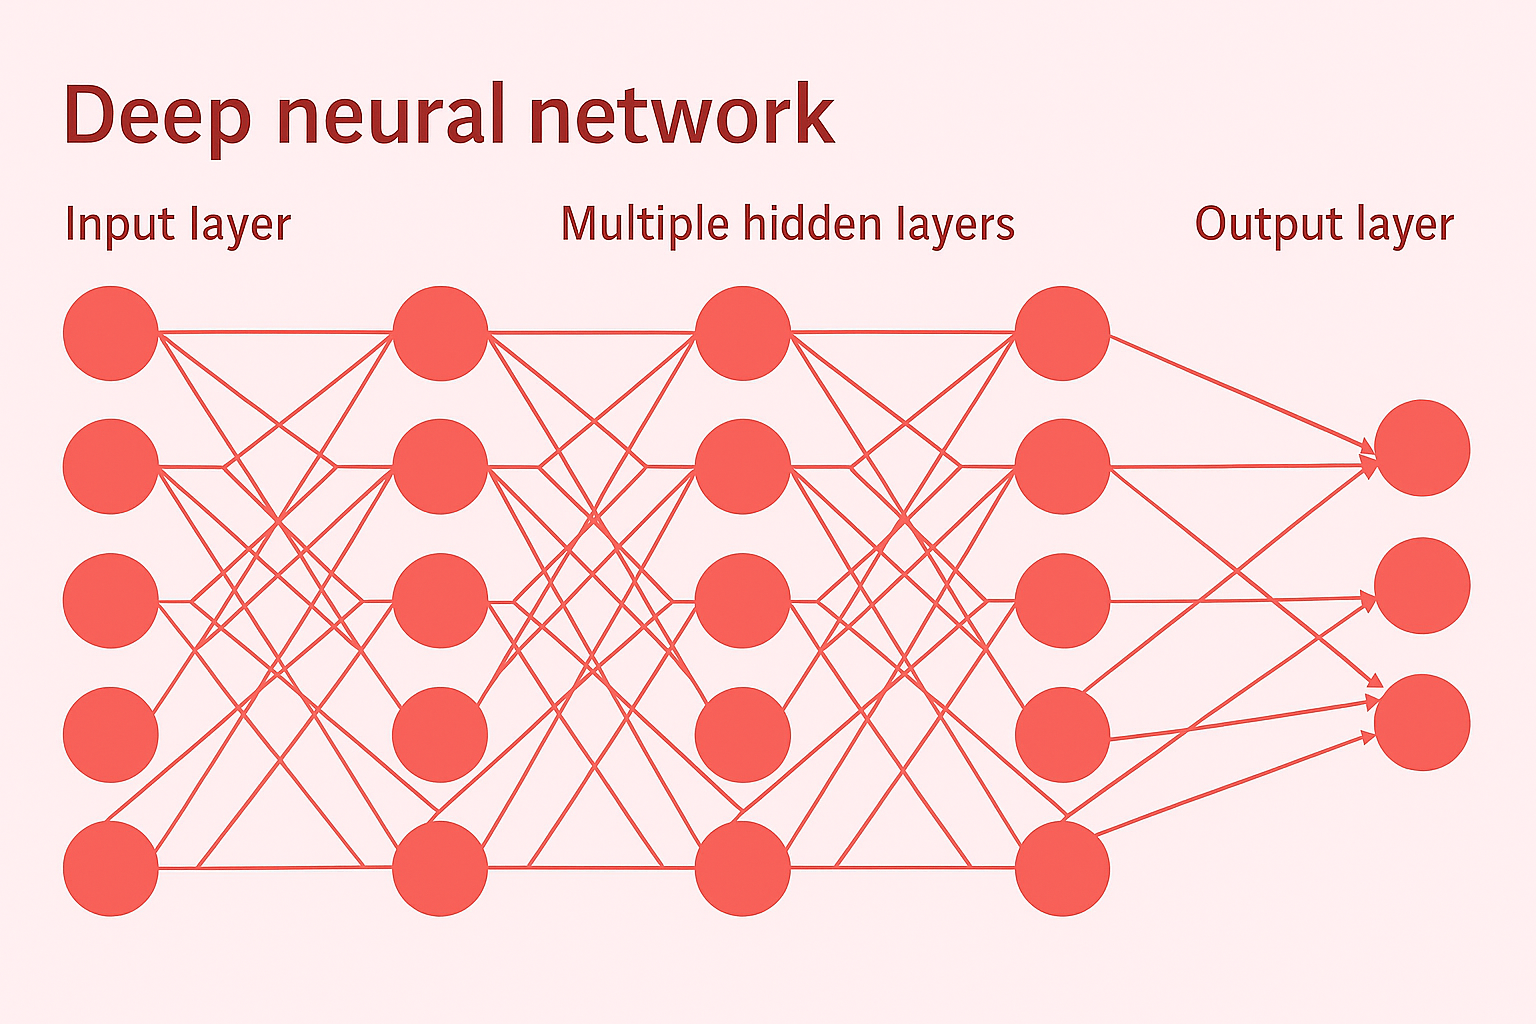 Deep neural network
Input layer
Multiple hidden layers
Output layer